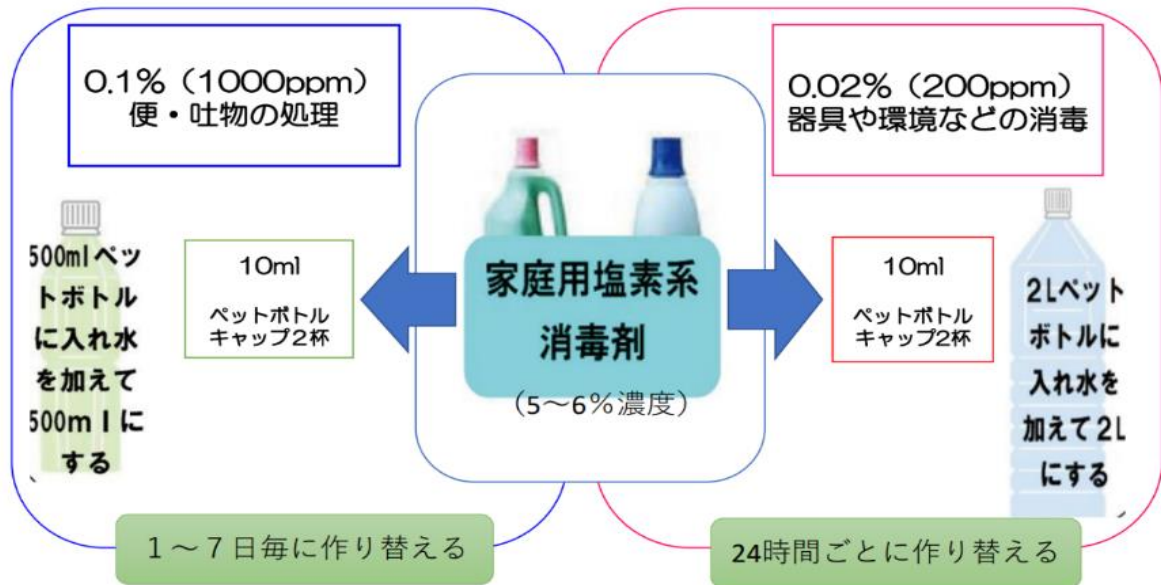 0.1%（1000ppm）
便・吐物の処理
500mlペッ
トボトル
に入れ水
を加えて
500mlに
する
10ml
ペットボトル
キャップ2杯
家庭用塩素系
消毒剤
（5～6％濃度）
0.02%（200ppm）
器具や環境などの消毒
10ml
ペットボトル
キャップ2杯
2Lペット
ボトルに
入れ水を
加えて2L
にする
１～７日毎に作り替える
24時間ごとに作り替える